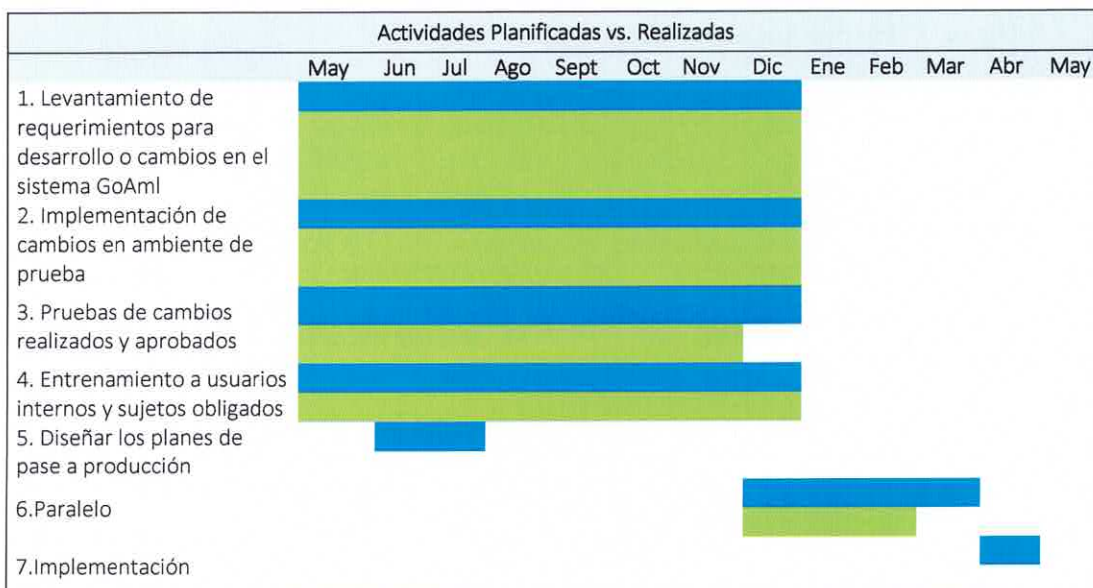 Actividades Planificadas vs. Realizadas
May Jun Jul Ago Sept Oct Nov Dic Ene Feb Mar Abr May
1. Levantamiento de
requerimientos para
desarrollo o cambios en el
sistema GoAml
2. Implementación de
cambios en ambiente de
prueba
3. Pruebas de cambios
realizados y aprobados
4. Entrenamiento a usuarios
internos y sujetos obligados
5. Diseñar los planes de
pase a producción
6.Paralelo
7.Implementación